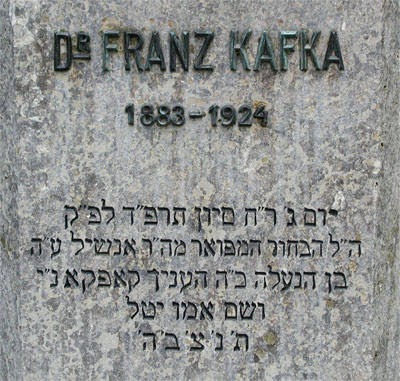 DR FRANZ KAFKA
1883–1924
יום ג׳ ר״ח סיון תרפ״ד לפ״ק
ה״ל הבחור המפואר מה״ר אנשיל ע״ה
בן הנעלה כ״ה העניך קאפקא נ״י
ושם אמו יטל
ת׳ נ׳ צ׳ ב׳ ה׳